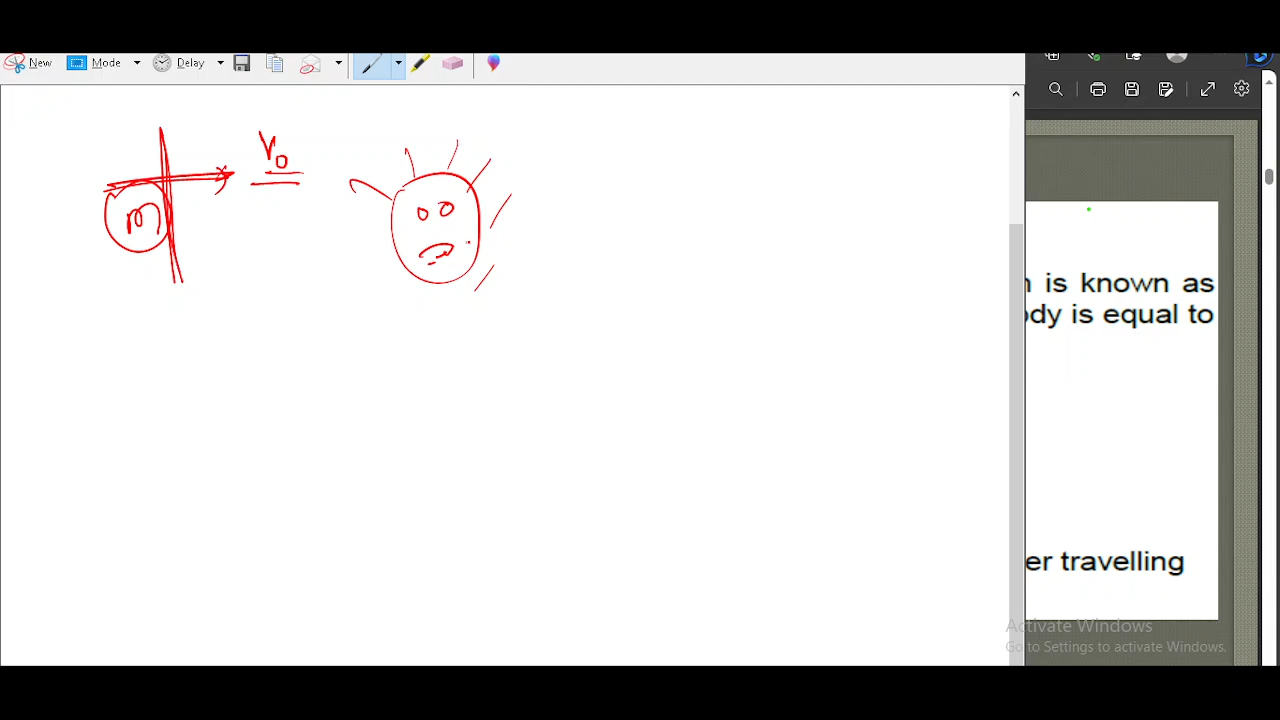 New Mode Delay
V0
m
is known as
ody is equal to
er travelling
Activate Windows
Go to Settings to activate Windows.